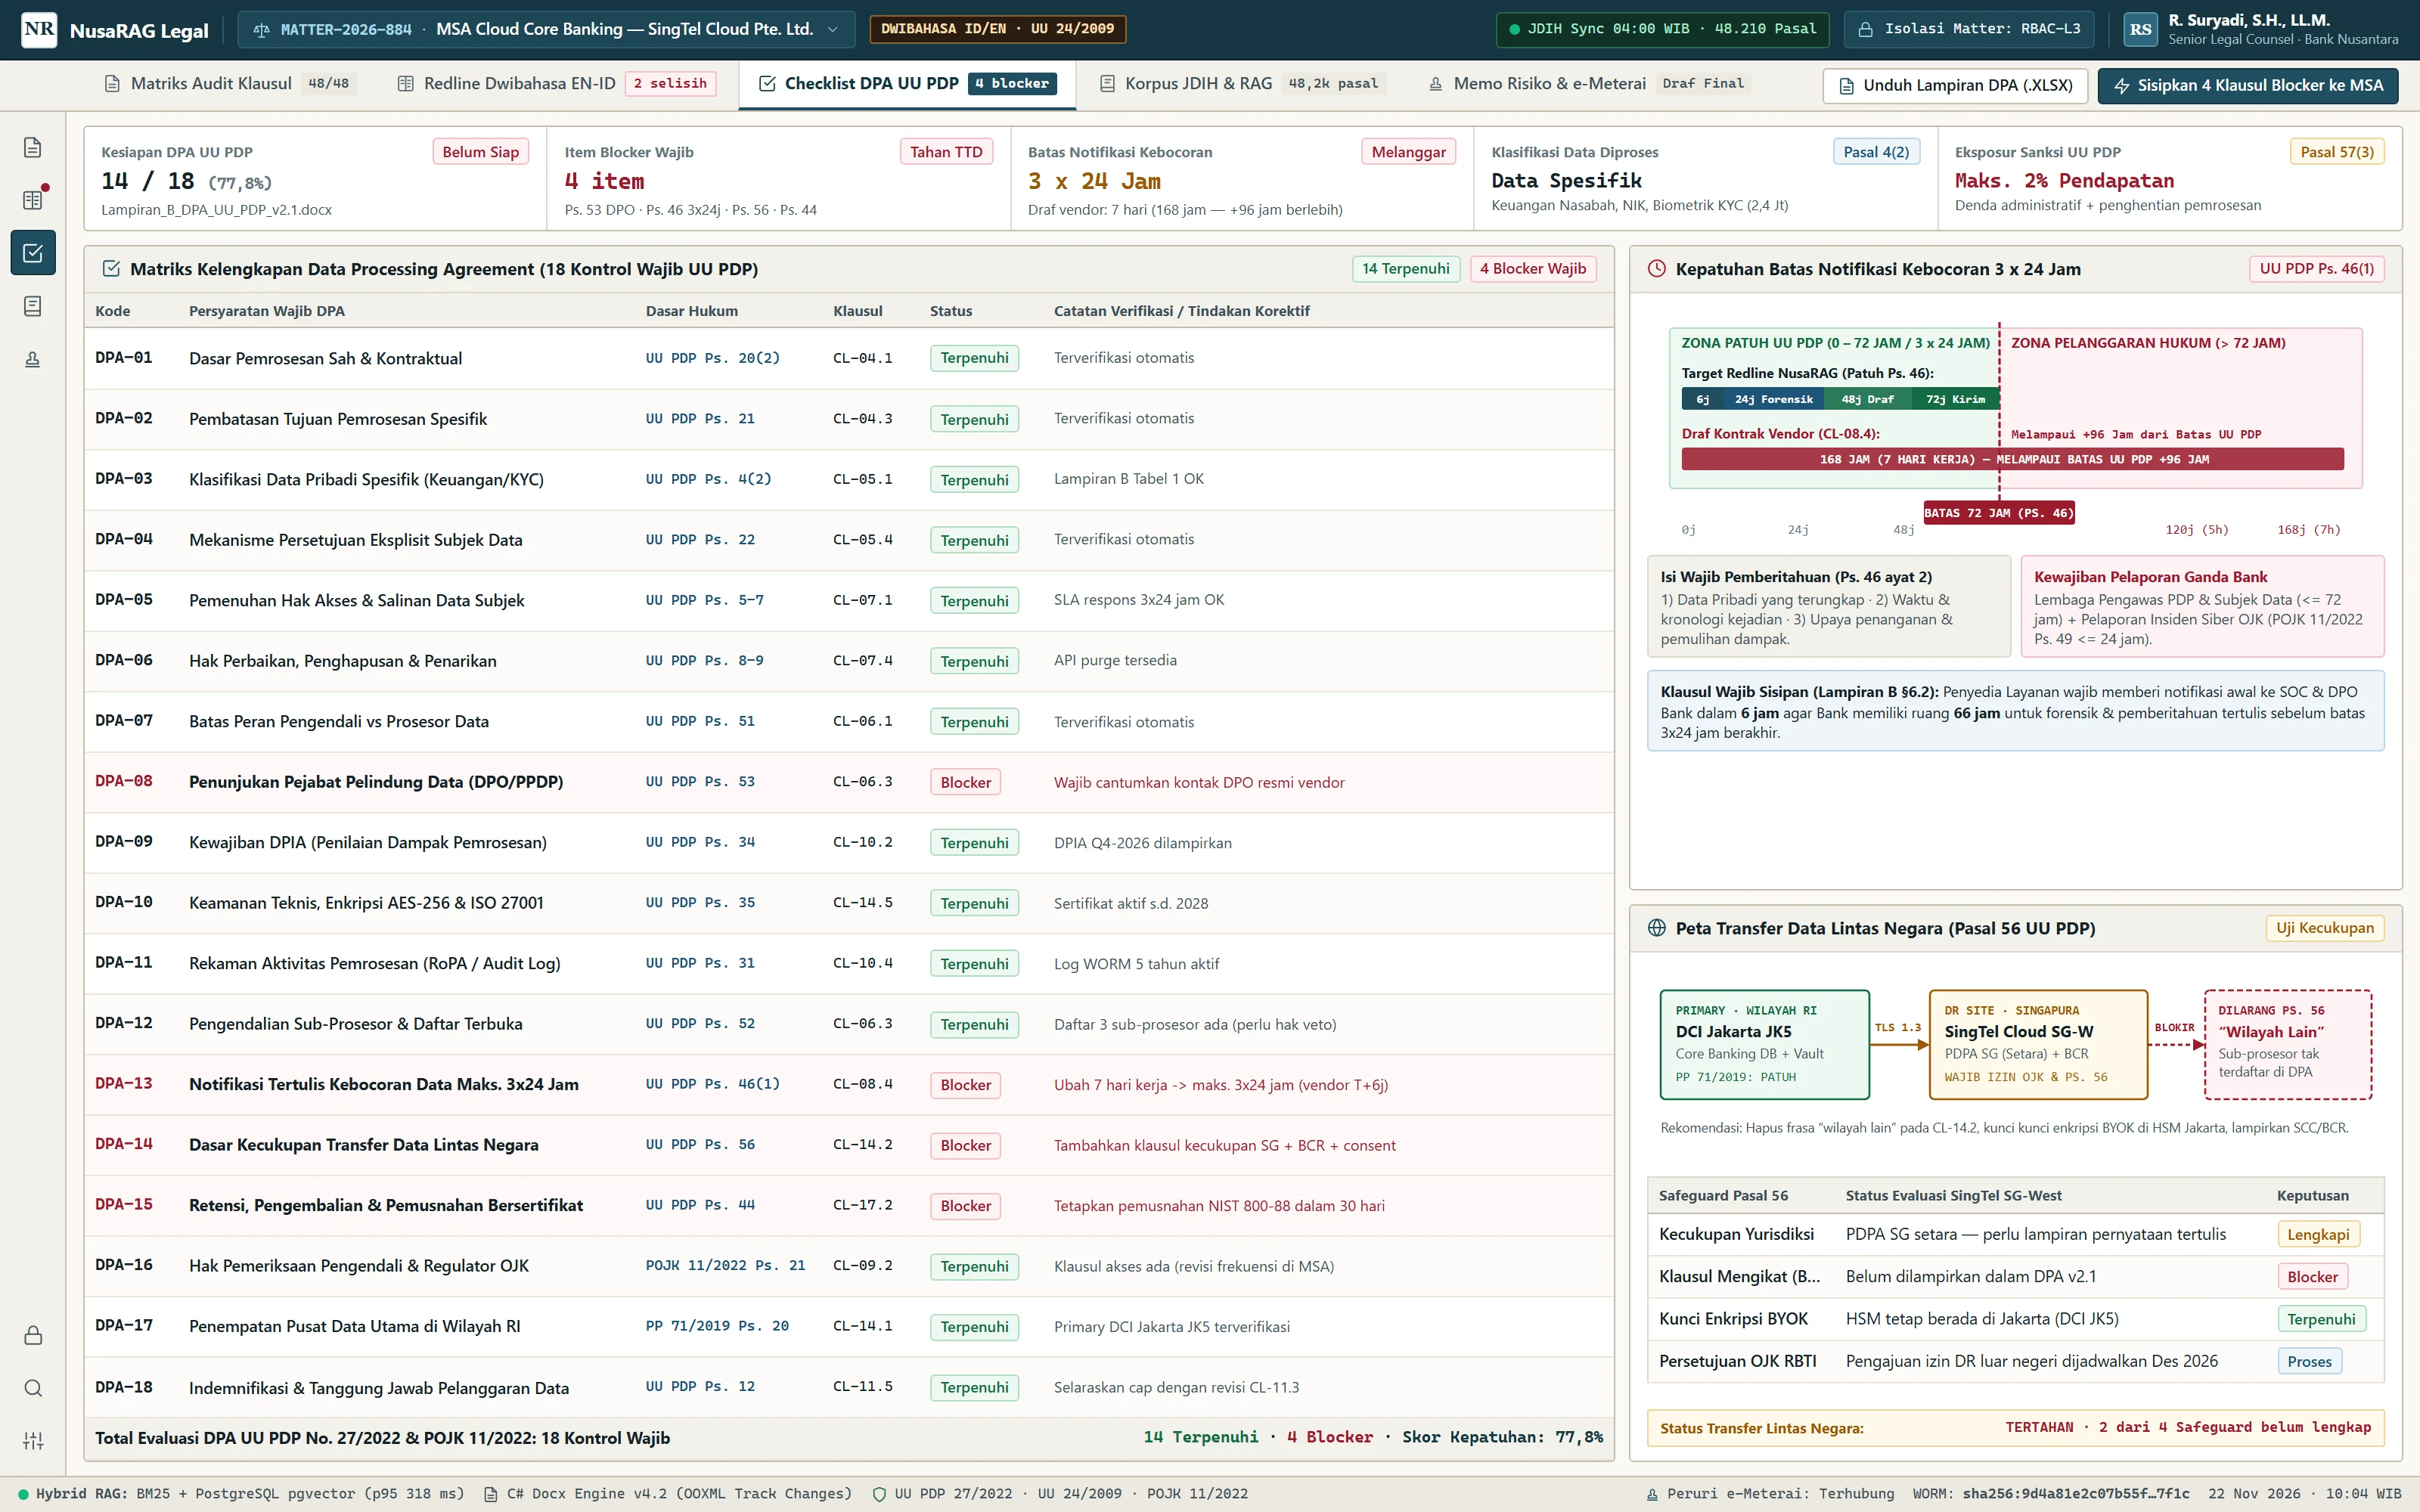 NR NusaRAG Legal MATTER-2026-884 · MSA Cloud Core Banking — SingTel Cloud Pte. Ltd. DWIBAHASA ID/EN · UU 24/2009 JDIH Sync 04:00 WIB · 48.210 Pasal Isolasi Matter: RBAC-L3 RS R. Suryadi, S.H., LL.M.
Senior Legal Counsel · Bank Nusantara
Matriks Audit Klausul 48/48 Redline Dwibahasa EN-ID 2 selisih Checklist DPA UU PDP 4 blocker Korpus JDIH & RAG 48,2k pasal Memo Risiko & e-Meterai Draf Final Unduh Lampiran DPA (.XLSX) Sisipkan 4 Klausul Blocker ke MSA
Kesiapan DPA UU PDP Belum Siap
14 / 18 (77,8%)
Lampiran_B_DPA_UU_PDP_v2.1.docx
Item Blocker Wajib Tahan TTD
4 item
Ps. 53 DPO · Ps. 46 3x24j · Ps. 56 · Ps. 44
Batas Notifikasi Kebocoran Melanggar
3 x 24 Jam
Draf vendor: 7 hari (168 jam — +96 jam berlebih)
Klasifikasi Data Diproses Pasal 4(2)
Data Spesifik
Keuangan Nasabah, NIK, Biometrik KYC (2,4 Jt)
Eksposur Sanksi UU PDP Pasal 57(3)
Maks. 2% Pendapatan
Denda administratif + penghentian pemrosesan
Matriks Kelengkapan Data Processing Agreement (18 Kontrol Wajib UU PDP) 14 Terpenuhi 4 Blocker Wajib
Kode Persyaratan Wajib DPA Dasar Hukum Klausul Status Catatan Verifikasi / Tindakan Korektif
DPA-01 Dasar Pemrosesan Sah & Kontraktual UU PDP Ps. 20(2) CL-04.1 Terpenuhi Terverifikasi otomatis
DPA-02 Pembatasan Tujuan Pemrosesan Spesifik UU PDP Ps. 21 CL-04.3 Terpenuhi Terverifikasi otomatis
DPA-03 Klasifikasi Data Pribadi Spesifik (Keuangan/KYC) UU PDP Ps. 4(2) CL-05.1 Terpenuhi Lampiran B Tabel 1 OK
DPA-04 Mekanisme Persetujuan Eksplisit Subjek Data UU PDP Ps. 22 CL-05.4 Terpenuhi Terverifikasi otomatis
DPA-05 Pemenuhan Hak Akses & Salinan Data Subjek UU PDP Ps. 5-7 CL-07.1 Terpenuhi SLA respons 3x24 jam OK
DPA-06 Hak Perbaikan, Penghapusan & Penarikan UU PDP Ps. 8-9 CL-07.4 Terpenuhi API purge tersedia
DPA-07 Batas Peran Pengendali vs Prosesor Data UU PDP Ps. 51 CL-06.1 Terpenuhi Terverifikasi otomatis
DPA-08 Penunjukan Pejabat Pelindung Data (DPO/PPDP) UU PDP Ps. 53 CL-06.3 Blocker Wajib cantumkan kontak DPO resmi vendor
DPA-09 Kewajiban DPIA (Penilaian Dampak Pemrosesan) UU PDP Ps. 34 CL-10.2 Terpenuhi DPIA Q4-2026 dilampirkan
DPA-10 Keamanan Teknis, Enkripsi AES-256 & ISO 27001 UU PDP Ps. 35 CL-14.5 Terpenuhi Sertifikat aktif s.d. 2028
DPA-11 Rekaman Aktivitas Pemrosesan (RoPA / Audit Log) UU PDP Ps. 31 CL-10.4 Terpenuhi Log WORM 5 tahun aktif
DPA-12 Pengendalian Sub-Prosesor & Daftar Terbuka UU PDP Ps. 52 CL-06.3 Terpenuhi Daftar 3 sub-prosesor ada (perlu hak veto)
DPA-13 Notifikasi Tertulis Kebocoran Data Maks. 3x24 Jam UU PDP Ps. 46(1) CL-08.4 Blocker Ubah 7 hari kerja -> maks. 3x24 jam (vendor T+6j)
DPA-14 Dasar Kecukupan Transfer Data Lintas Negara UU PDP Ps. 56 CL-14.2 Blocker Tambahkan klausul kecukupan SG + BCR + consent
DPA-15 Retensi, Pengembalian & Pemusnahan Bersertifikat UU PDP Ps. 44 CL-17.2 Blocker Tetapkan pemusnahan NIST 800-88 dalam 30 hari
DPA-16 Hak Pemeriksaan Pengendali & Regulator OJK POJK 11/2022 Ps. 21 CL-09.2 Terpenuhi Klausul akses ada (revisi frekuensi di MSA)
DPA-17 Penempatan Pusat Data Utama di Wilayah RI PP 71/2019 Ps. 20 CL-14.1 Terpenuhi Primary DCI Jakarta JK5 terverifikasi
DPA-18 Indemnifikasi & Tanggung Jawab Pelanggaran Data UU PDP Ps. 12 CL-11.5 Terpenuhi Selaraskan cap dengan revisi CL-11.3
Total Evaluasi DPA UU PDP No. 27/2022 & POJK 11/2022: 18 Kontrol Wajib 14 Terpenuhi · 4 Blocker · Skor Kepatuhan: 77,8%
Kepatuhan Batas Notifikasi Kebocoran 3 x 24 Jam UU PDP Ps. 46(1)
ZONA PATUH UU PDP (0 – 72 JAM / 3 x 24 JAM) ZONA PELANGGARAN HUKUM (> 72 JAM)
Target Redline NusaRAG (Patuh Ps. 46):
6j 24j Forensik 48j Draf 72j Kirim
Draf Kontrak Vendor (CL-08.4): Melampaui +96 Jam dari Batas UU PDP
168 JAM (7 HARI KERJA) — MELAMPAUI BATAS UU PDP +96 JAM
BATAS 72 JAM (PS. 46)
0j 24j 48j 120j (5h) 168j (7h)
Isi Wajib Pemberitahuan (Ps. 46 ayat 2)
1) Data Pribadi yang terungkap · 2) Waktu &
kronologi kejadian · 3) Upaya penanganan &
pemulihan dampak.
Kewajiban Pelaporan Ganda Bank
Lembaga Pengawas PDP & Subjek Data (<= 72
jam) + Pelaporan Insiden Siber OJK (POJK 11/2022
Ps. 49 <= 24 jam).
Klausul Wajib Sisipan (Lampiran B §6.2): Penyedia Layanan wajib memberi notifikasi awal ke SOC & DPO
Bank dalam 6 jam agar Bank memiliki ruang 66 jam untuk forensik & pemberitahuan tertulis sebelum batas
3x24 jam berakhir.
Peta Transfer Data Lintas Negara (Pasal 56 UU PDP) Uji Kecukupan
PRIMARY · WILAYAH RI
DCI Jakarta JK5
Core Banking DB + Vault
PP 71/2019: PATUH
TLS 1.3
DR SITE · SINGAPURA
SingTel Cloud SG-W
PDPA SG (Setara) + BCR
WAJIB IZIN OJK & PS. 56
BLOKIR
DILARANG PS. 56
“Wilayah Lain”
Sub-prosesor tak
terdaftar di DPA
Rekomendasi: Hapus frasa “wilayah lain” pada CL-14.2, kunci kunci enkripsi BYOK di HSM Jakarta, lampirkan SCC/BCR.
Safeguard Pasal 56 Status Evaluasi SingTel SG-West Keputusan
Kecukupan Yurisdiksi PDPA SG setara — perlu lampiran pernyataan tertulis Lengkapi
Klausul Mengikat (B... Belum dilampirkan dalam DPA v2.1 Blocker
Kunci Enkripsi BYOK HSM tetap berada di Jakarta (DCI JK5) Terpenuhi
Persetujuan OJK RBTI Pengajuan izin DR luar negeri dijadwalkan Des 2026 Proses
Status Transfer Lintas Negara: TERTAHAN · 2 dari 4 Safeguard belum lengkap
Hybrid RAG: BM25 + PostgreSQL pgvector (p95 318 ms) C# Docx Engine v4.2 (OOXML Track Changes) UU PDP 27/2022 · UU 24/2009 · POJK 11/2022 Peruri e-Meterai: Terhubung WORM: sha256:9d4a81e2c07b55f…7f1c 22 Nov 2026 · 10:04 WIB